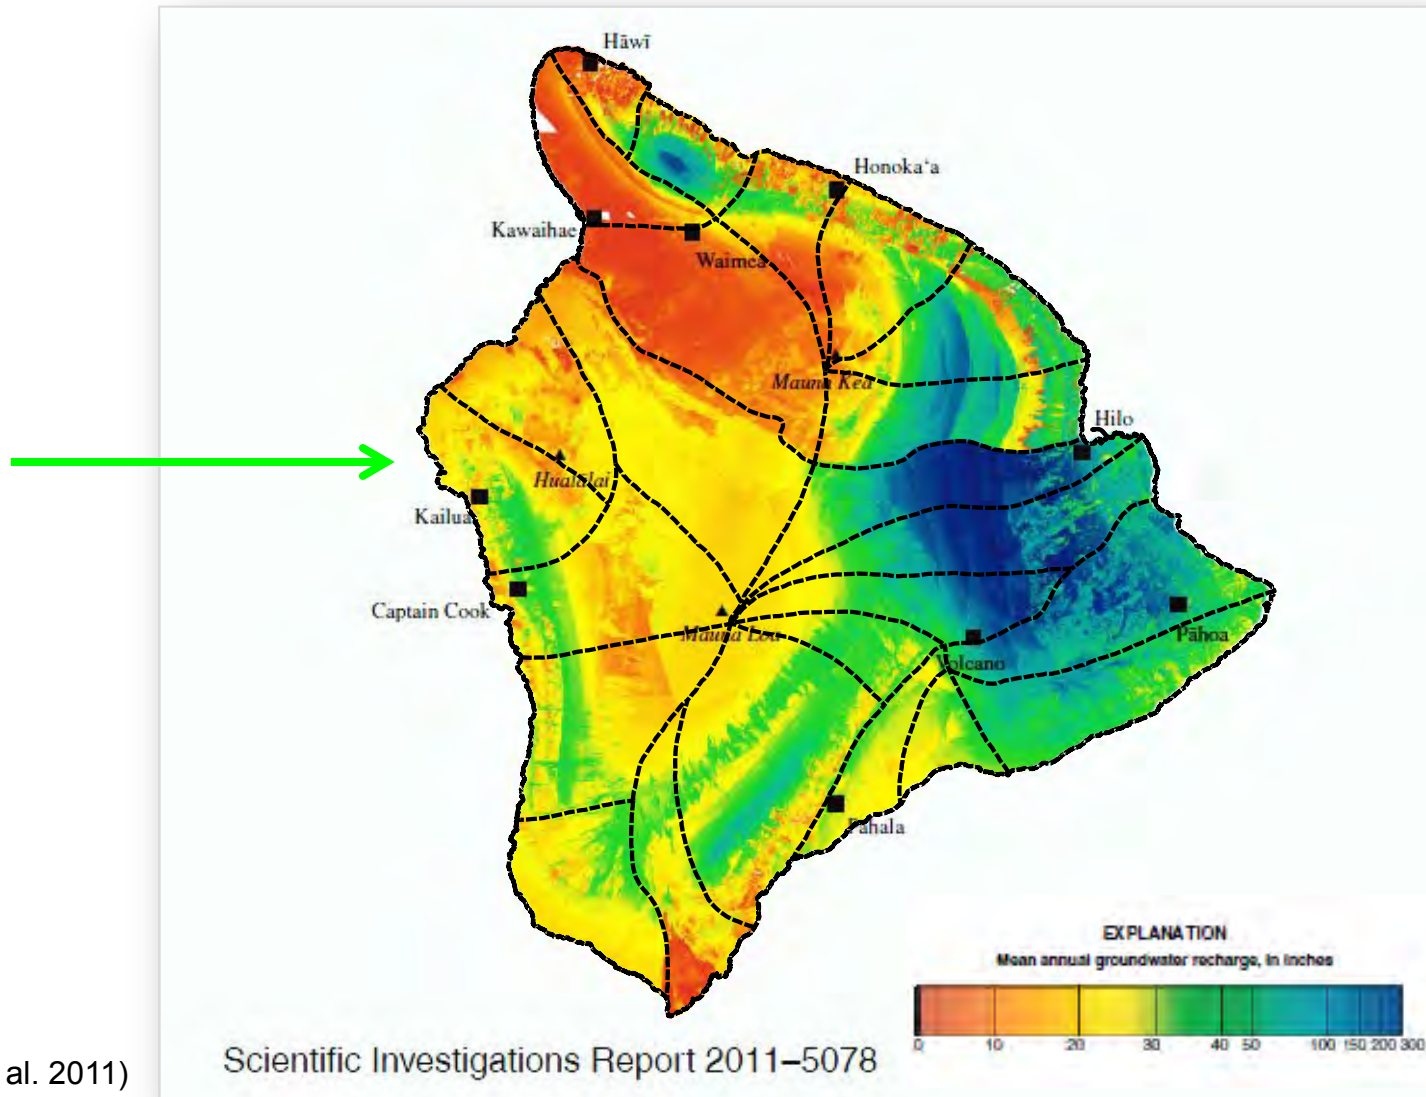 Hāwī
Honoka‘a
Kawaihae
Waimea
Mauna Kea
Hilo
Hualālai
Kailua
Captain Cook
Mauna Loa
Pāhoa
Volcano
Pahala
EXPLANATION
Mean annual groundwater recharge, in inches
0 10 20 30 40 50 100 150 200 300
Scientific Investigations Report 2011–5078
al. 2011)